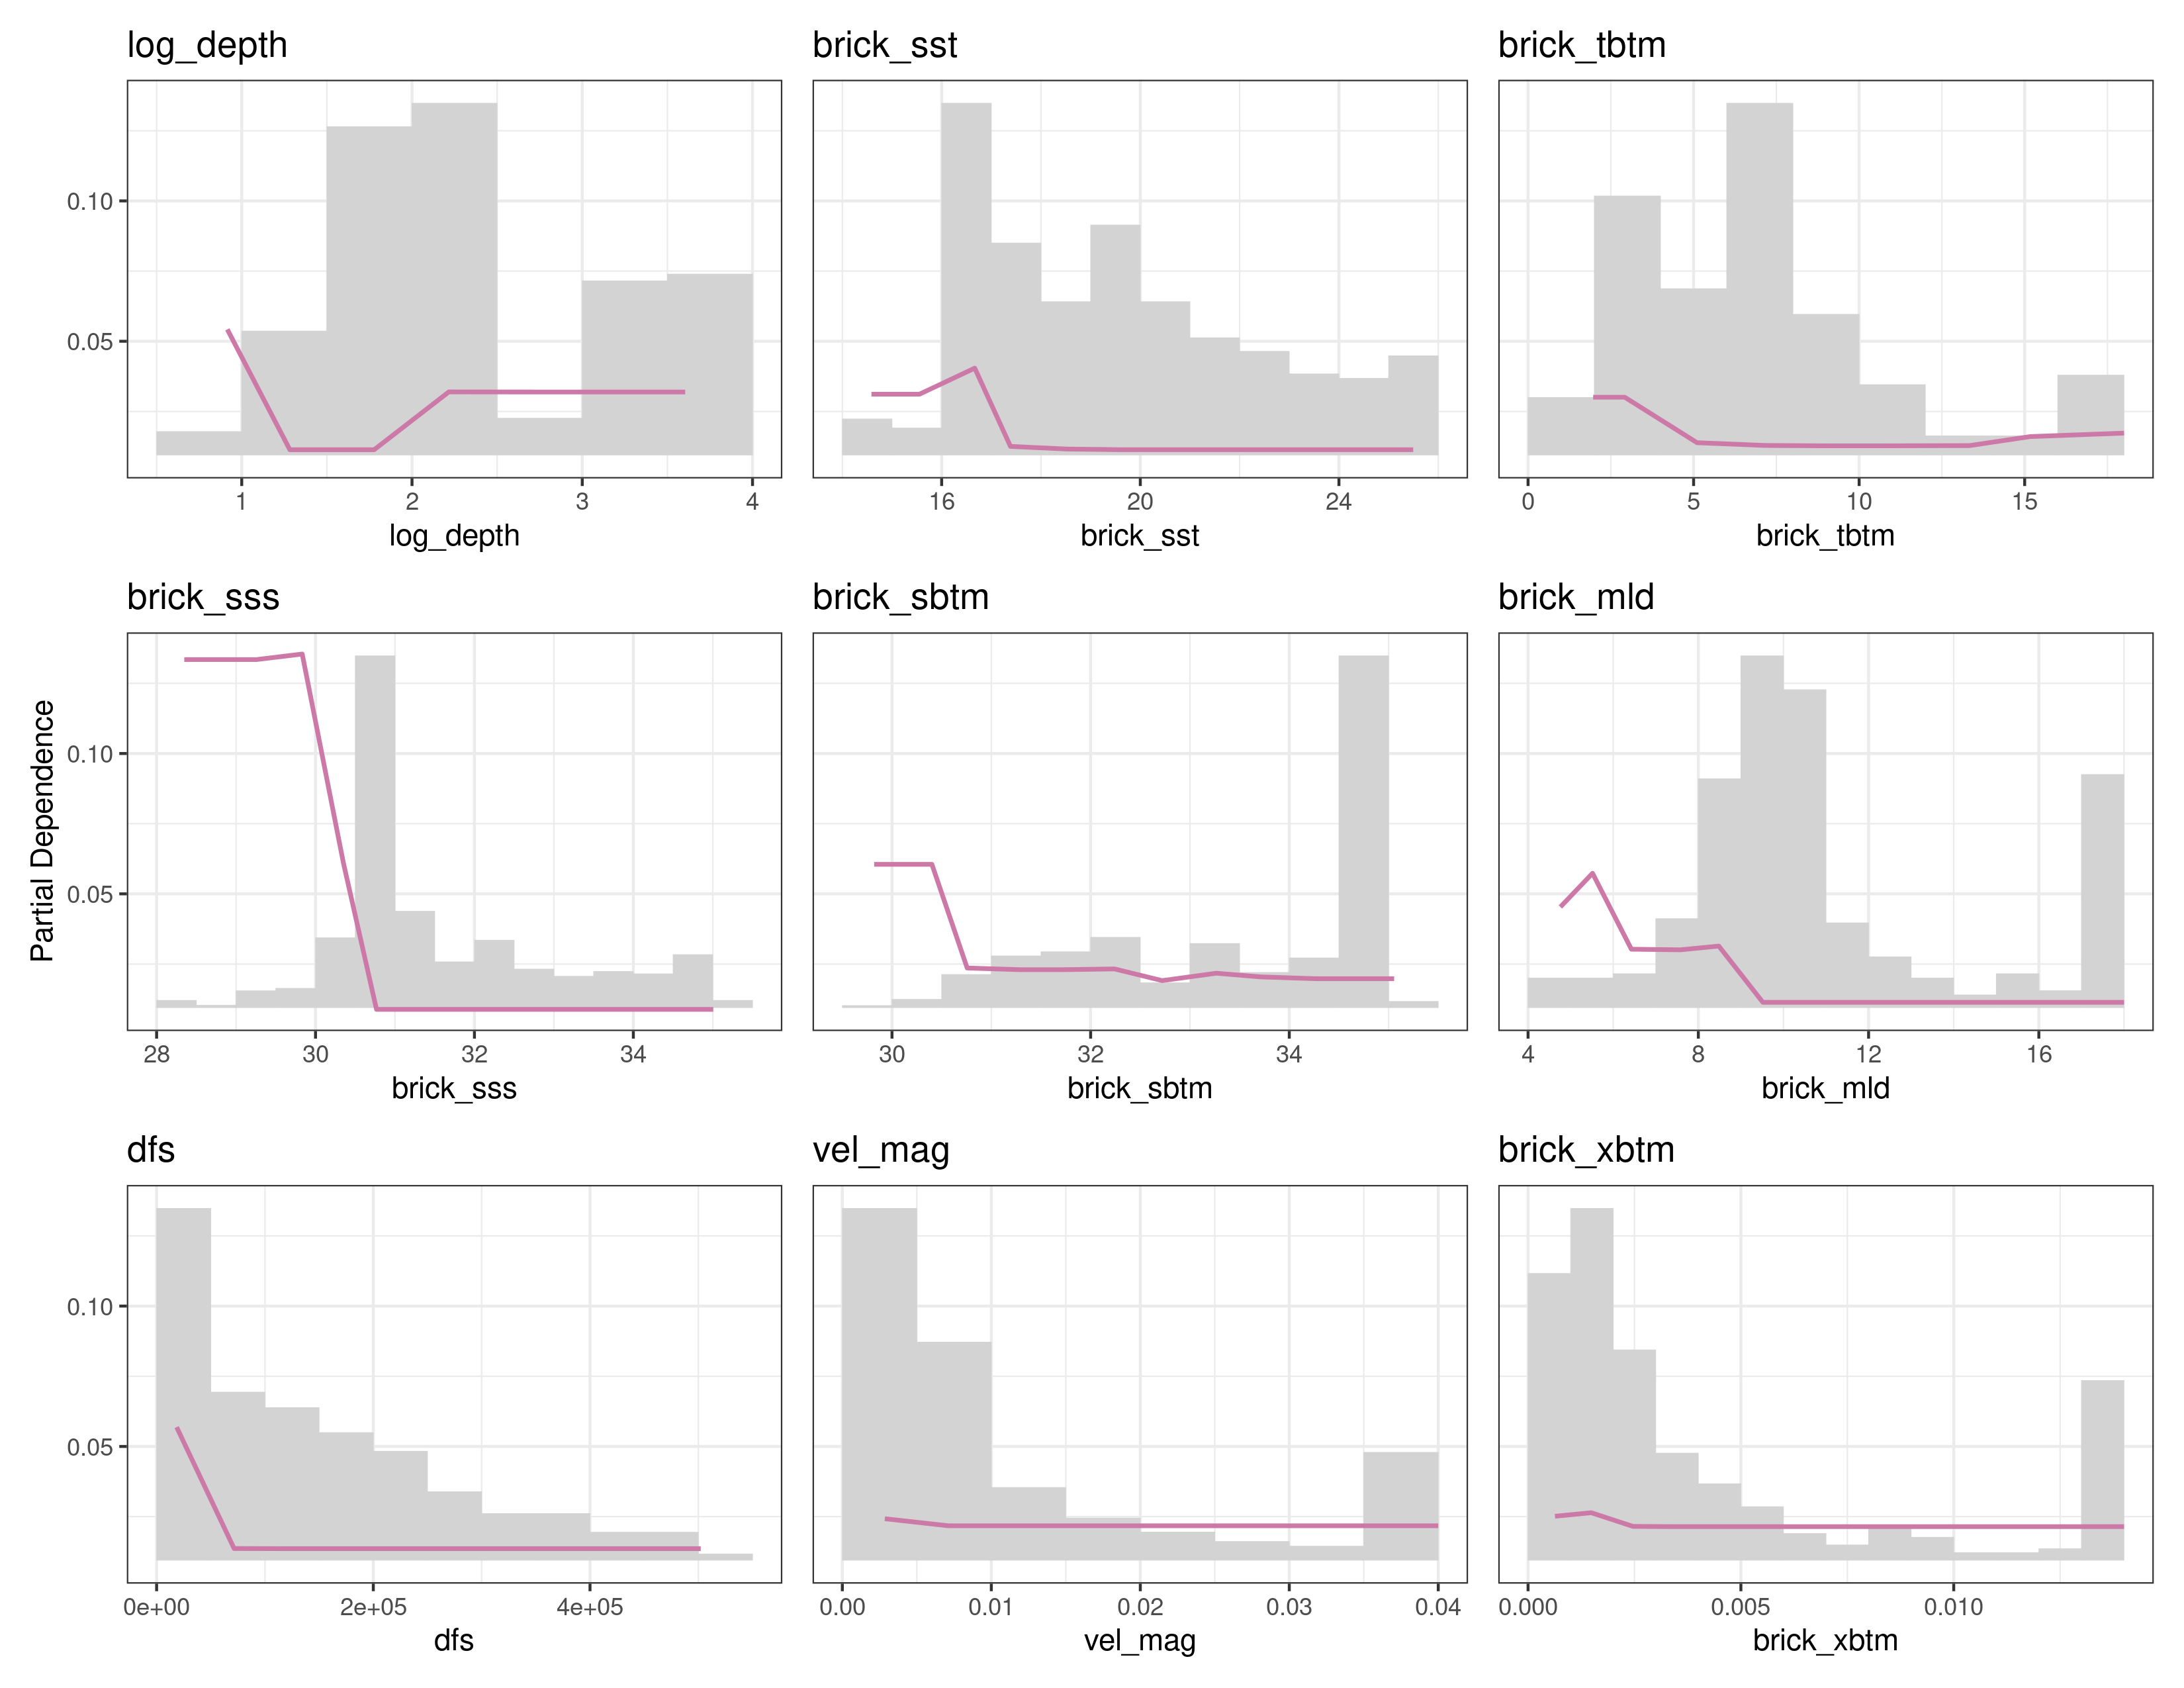 log_depth
brick_sst
brick_tbtm
0.10
0.05
1 2 3 4
16 20 24
0 5 10 15
log_depth
brick_sst
brick_tbtm
brick_sss
brick_sbtm
brick_mld
Partial Dependence
0.10
0.05
28 30 32 34
30 32 34
4 8 12 16
brick_sss
brick_sbtm
brick_mld
dfs
vel_mag
brick_xbtm
0.10
0.05
0e+00 2e+05 4e+05
0.00 0.01 0.02 0.03 0.04
0.000 0.005 0.010
dfs
vel_mag
brick_xbtm